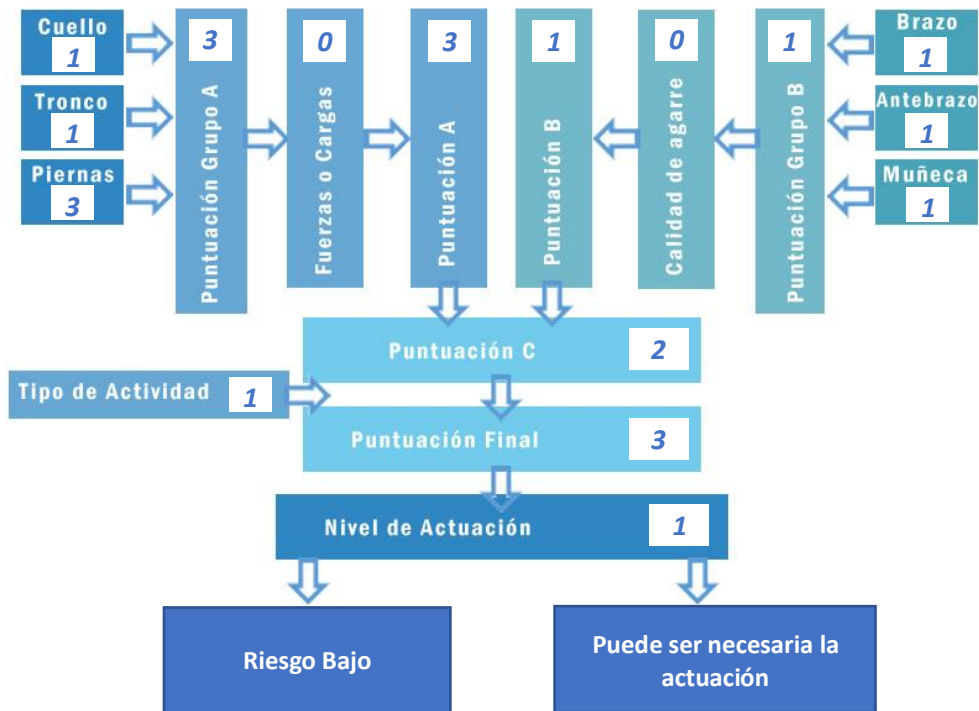 Cuello
1
Tronco
1
Piernas
3
3
Puntuación Grupo A
0
Fuerzas o Cargas
3
Puntuación A
1
Puntuación B
0
Calidad de agarre
1
Puntuación Grupo B
Brazo
1
Antebrazo
1
Muñeca
1
Puntuación C
2
Tipo de Actividad
1
Puntuación Final
3
Nivel de Actuación
1
Riesgo Bajo
Puede ser necesaria la
actuación